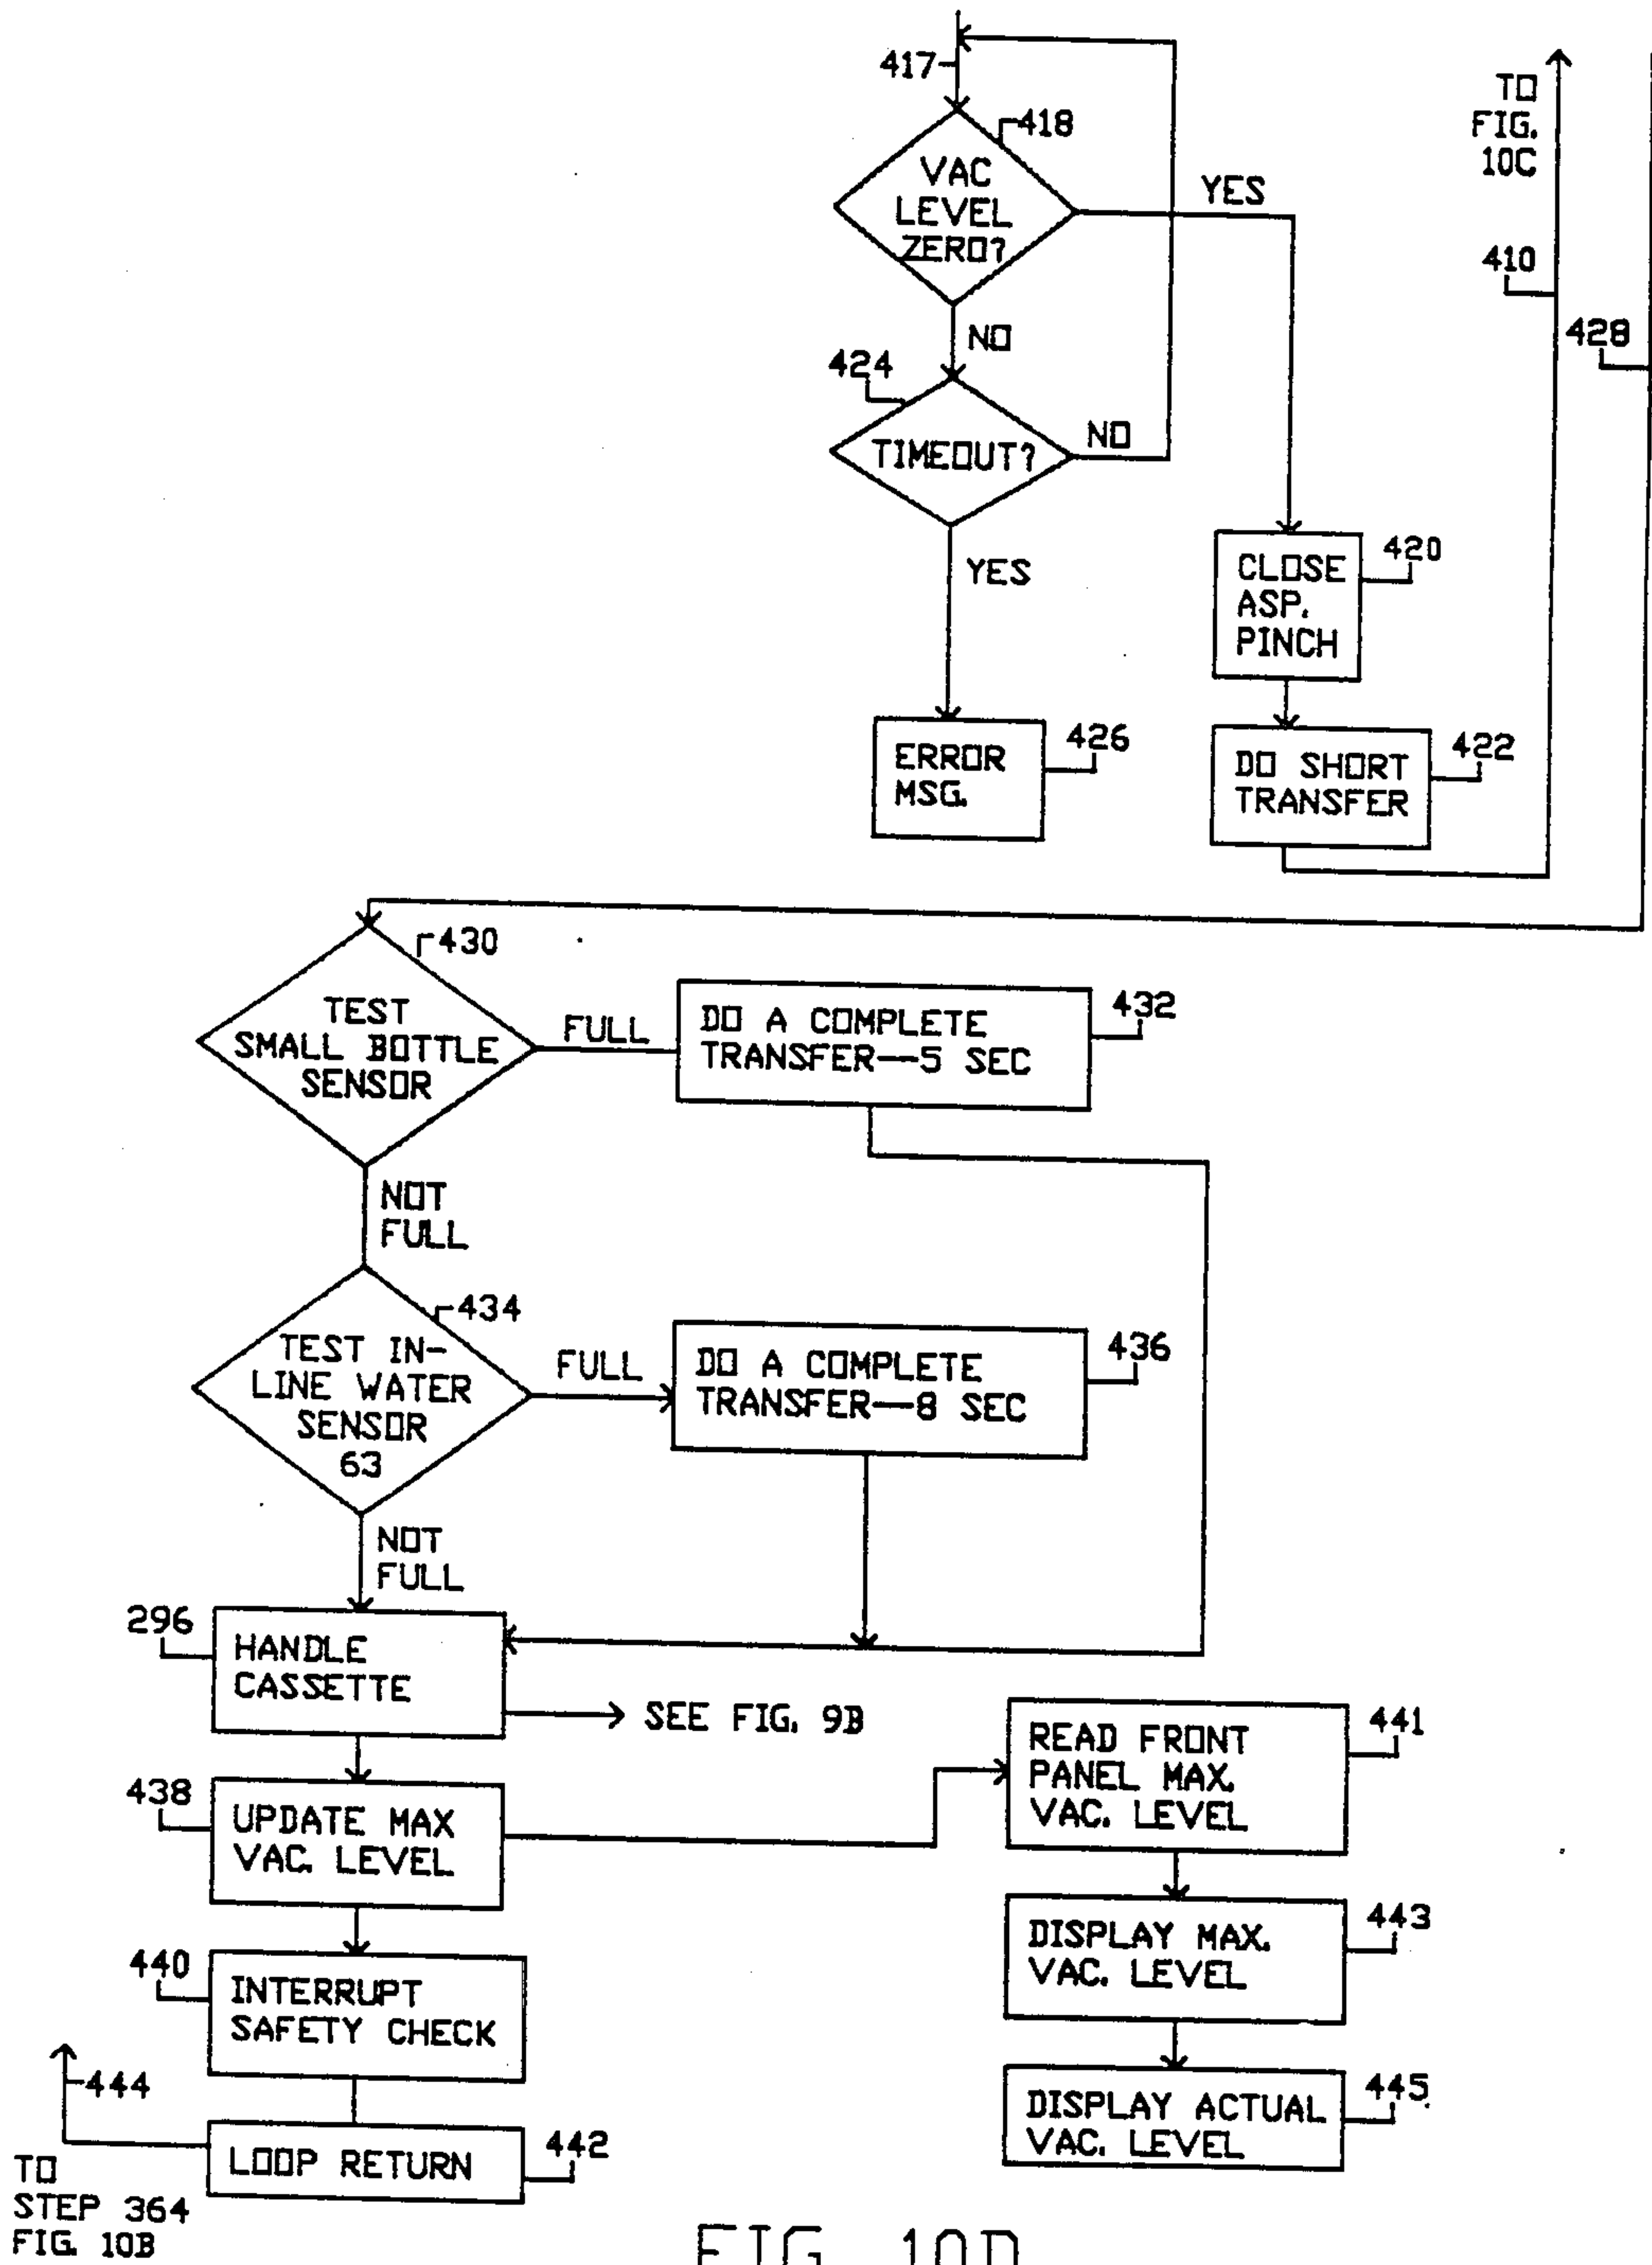 417
418
VAC
LEVEL
ZERO?
YES
NO
424
TIMEOUT?
NO
YES
ERROR
MSG.
426
CLOSE
ASP.
PINCH
420
DO SHORT
TRANSFER
422
TO
FIG.
10C
410
428
430
TEST
SMALL BOTTLE
SENSOR
FULL
DO A COMPLETE
TRANSFER—5 SEC
432
NOT
FULL
434
TEST IN-
LINE WATER
SENSOR
63
FULL
DO A COMPLETE
TRANSFER—8 SEC
436
NOT
FULL
296
HANDLE
CASSETTE
SEE FIG. 9B
438
UPDATE MAX
VAC. LEVEL
READ FRONT
PANEL MAX.
VAC. LEVEL
441
DISPLAY MAX.
VAC. LEVEL
443
DISPLAY ACTUAL
VAC. LEVEL
445
440
INTERRUPT
SAFETY CHECK
444
LOOP RETURN
442
TO
STEP 364
FIG. 10B
FIG. 10D